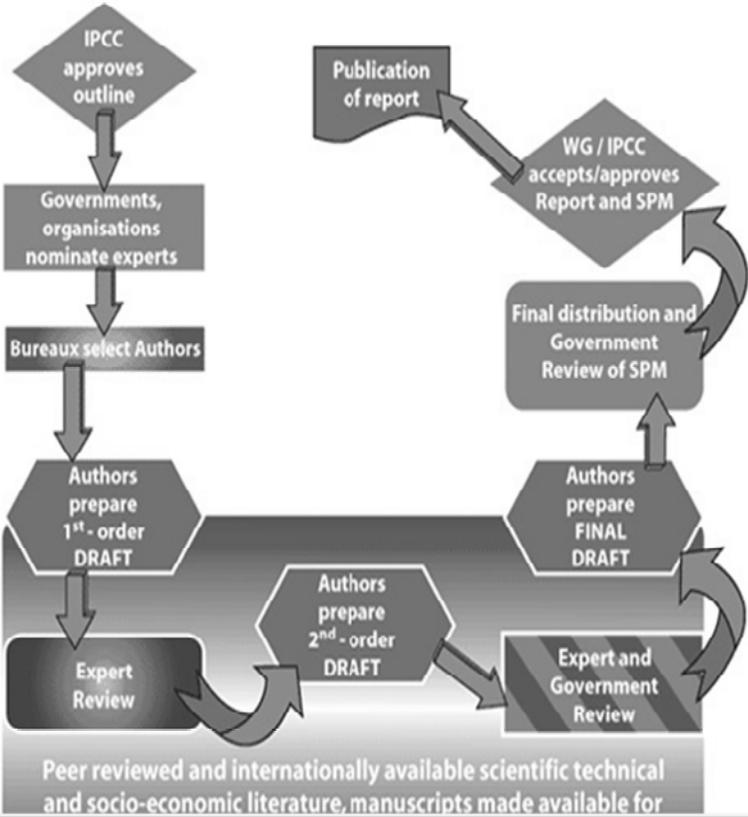 IPCC
approves
outline
Governments,
organisations
nominate experts
Bureaux select Authors
Authors
prepare
1st - order
DRAFT
Expert
Review
Authors
prepare
2nd - order
DRAFT
Expert and
Government
Review
Authors
prepare
FINAL
DRAFT
Final distribution and
Government
Review of SPM
WG / IPCC
accepts/approves
Report and SPM
Publication
of report
Peer reviewed and internationally available scientific technical
and socio-economic literature, manuscripts made available for